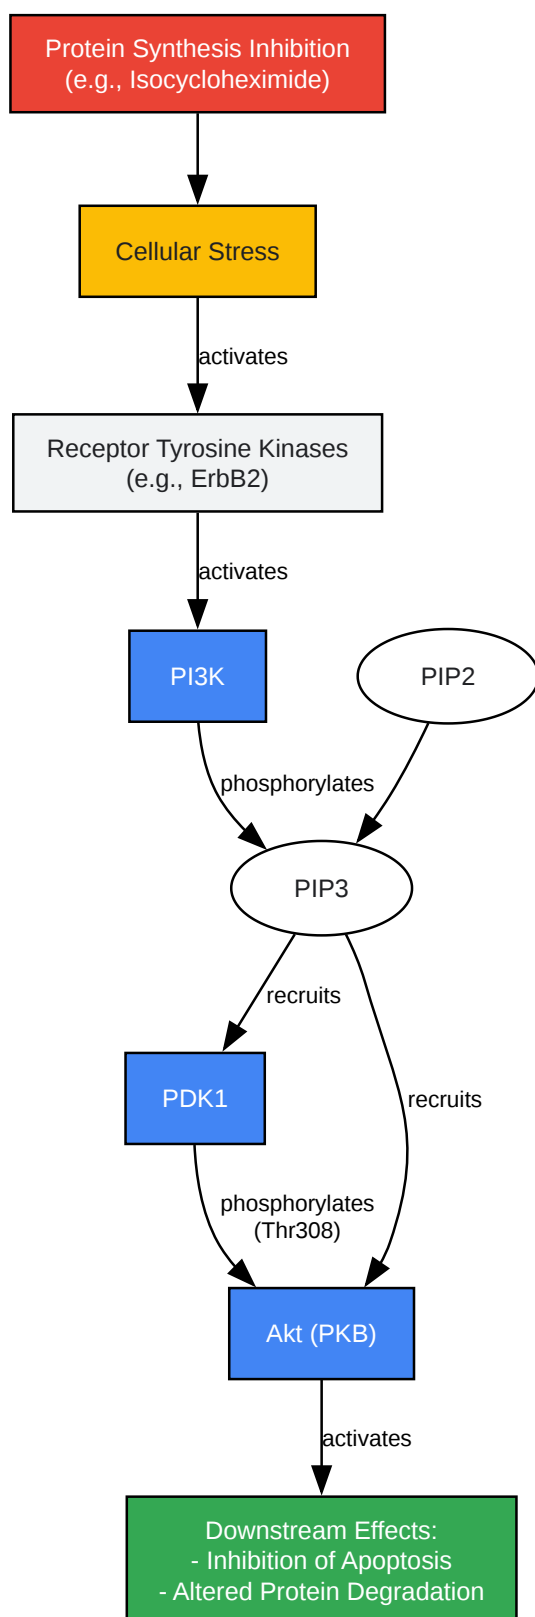 Protein Synthesis Inhibition
(e.g., Isocycloheximide)
Cellular Stress
activates
Receptor Tyrosine Kinases
(e.g., ErbB2)
activates
PI3K
PIP2
phosphorylates
PIP3
recruits
PDK1
recruits
phosphorylates
(Thr308)
Akt (PKB)
activates
Downstream Effects:
- Inhibition of Apoptosis
- Altered Protein Degradation